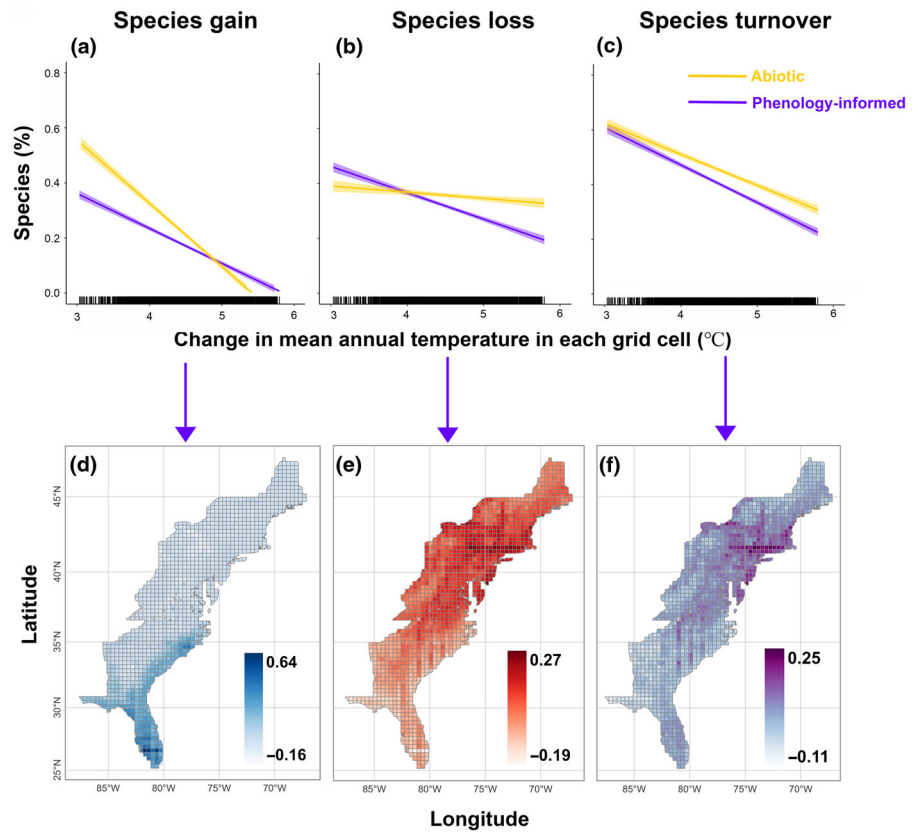 Species gain
Species loss
Species turnover
(a)
(b)
(c)
Abiotic
Phenology-informed
Species (%)
0.8
0.6
0.4
0.2
0.0
3 4 5 6
3 4 5 6
3 4 5 6
Change in mean annual temperature in each grid cell (°C)
(d)
(e)
(f)
Latitude
45°N
40°N
35°N
30°N
25°N
0.64
−0.16
0.27
−0.19
0.25
−0.11
85°W 80°W 75°W 70°W
85°W 80°W 75°W 70°W
85°W 80°W 75°W 70°W
Longitude